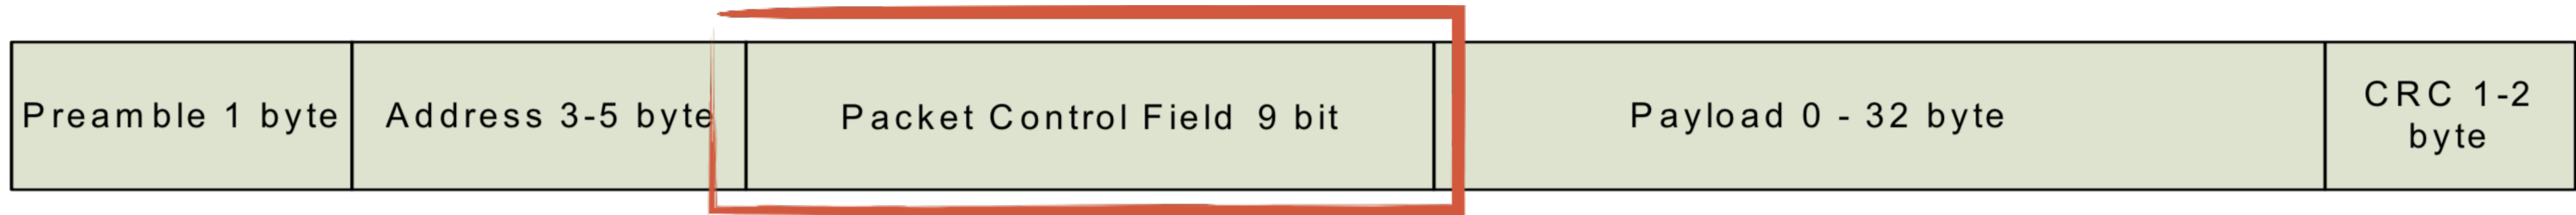 Preamble 1 byte
Address 3-5 byte
Packet Control Field 9 bit
Payload 0 - 32 byte
CRC 1-2
byte